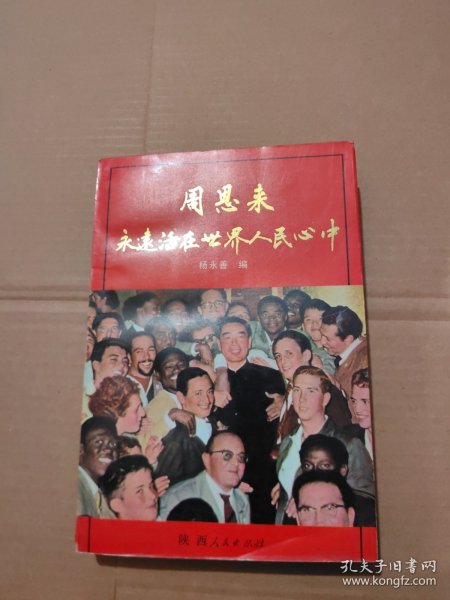 周恩来
永远活在世界人民心中
杨永善 编
陕西人民出版社
孔夫子旧书网
www.kongfz.com